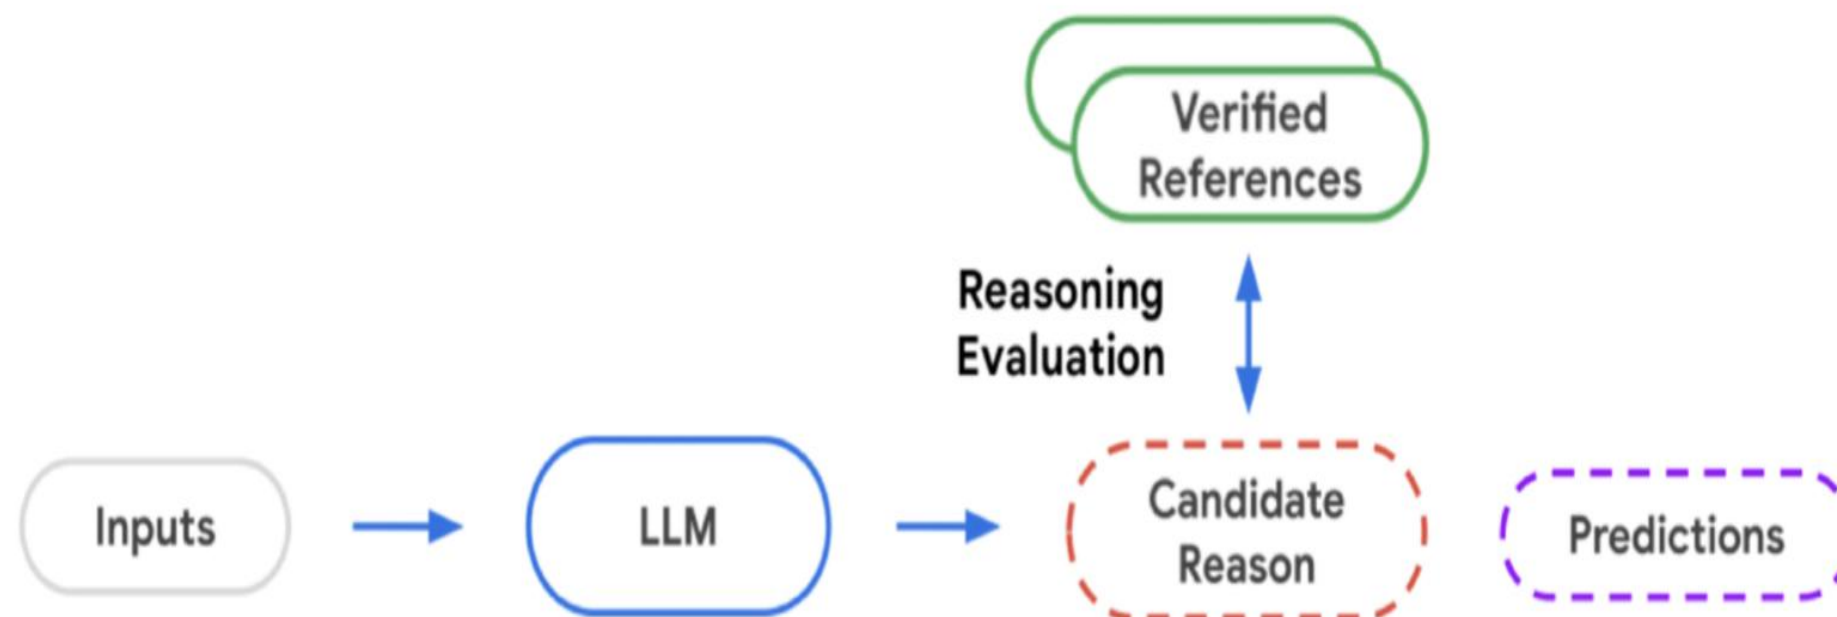 Verified
References
Reasoning
Evaluation
Inputs
LLM
Candidate
Reason
Predictions